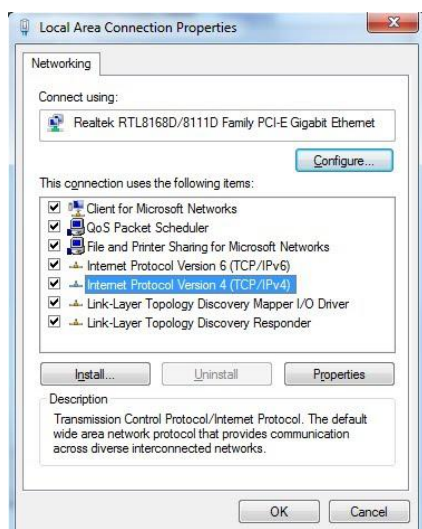 Local Area Connection Properties
Networking
Connect using:
Realtek RTL8168D/8111D Family PCI-E Gigabit Ethernet
Configure...
This connection uses the following items:
Client for Microsoft Networks
QoS Packet Scheduler
File and Printer Sharing for Microsoft Networks
Internet Protocol Version 6 (TCP/IPv6)
Internet Protocol Version 4 (TCP/IPv4)
Link-Layer Topology Discovery Mapper I/O Driver
Link-Layer Topology Discovery Responder
Install... Uninstall Properties
Description
Transmission Control Protocol/Internet Protocol. The default
wide area network protocol that provides communication
across diverse interconnected networks.
OK Cancel